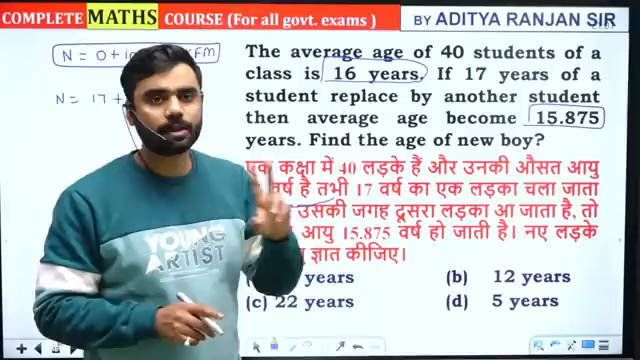 COMPLETE MATHS COURSE (For all govt. exams ) BY ADITYA RANJAN SIR
N = O + in FM
N = 17 +
The average age of 40 students of a
class is 16 years. If 17 years of a
student replace by another student
then average age become 15.875
years. Find the age of new boy?
एक कक्षा में 40 लड़के हैं और उनकी औसत आयु
वर्ष है तभी 17 वर्ष का एक लड़का चला जाता
उसकी जगह दूसरा लड़का आ जाता है, तो
आयु 15.875 वर्ष हो जाती है। नए लड़के
ज्ञात कीजिए।
years (b) 12 years
(c) 22 years (d) 5 years
YOUNG
ARTIST